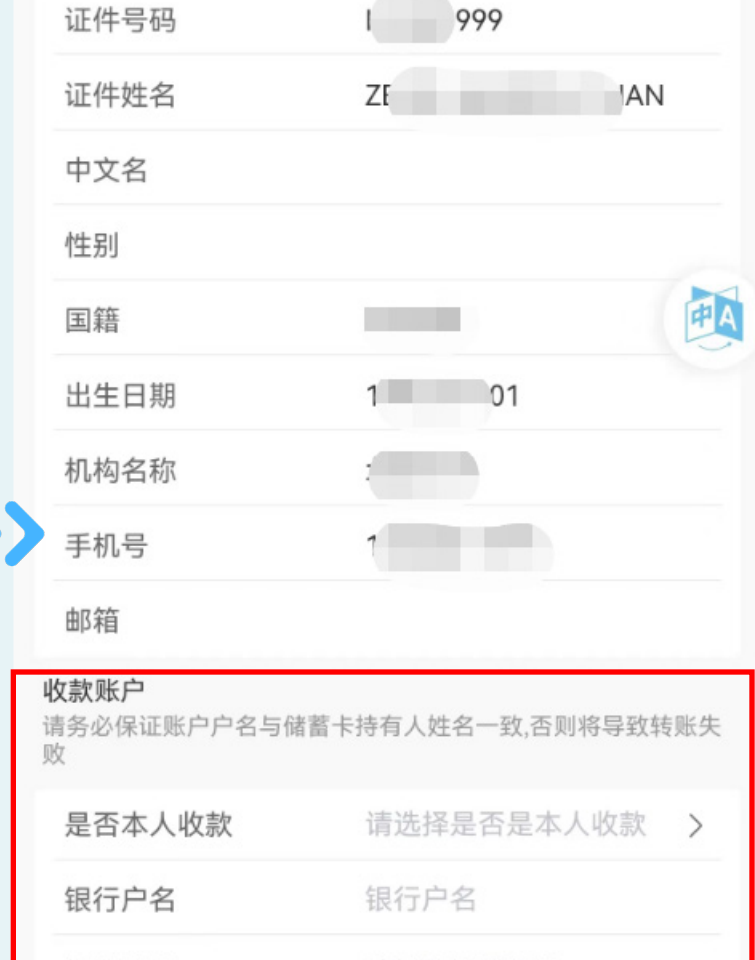 证件号码 999
证件姓名 ZE AN
中文名
性别
国籍
出生日期 1 01
机构名称
手机号 1
邮箱
中A
收款账户
请务必保证账户户名与储蓄卡持有人姓名一致,否则将导致转账失
败
是否本人收款 请选择是否是本人收款
银行户名 银行户名